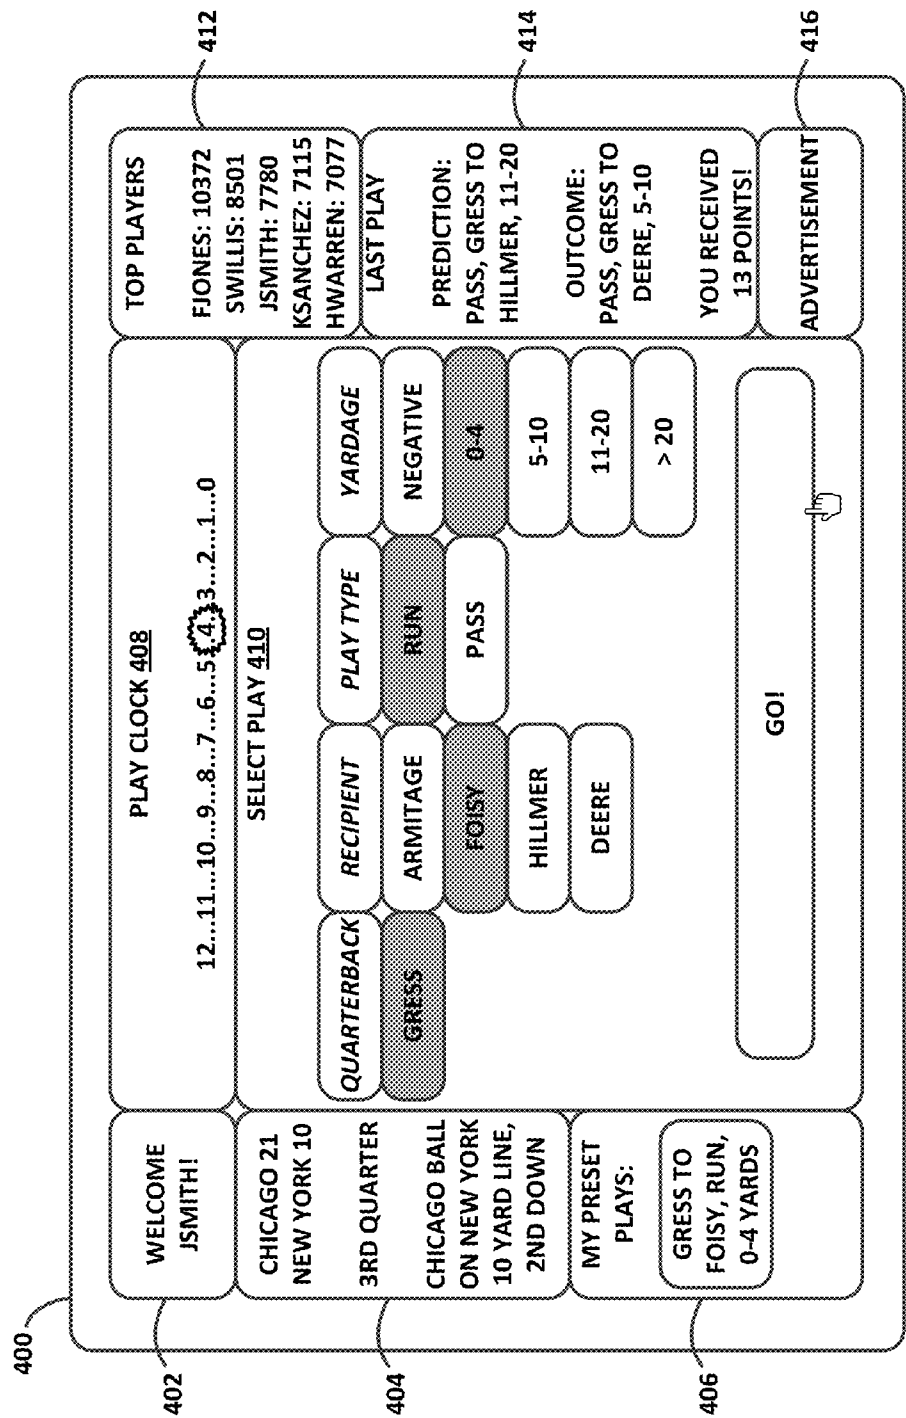 400
402
WELCOME
JSMITH!
404
CHICAGO 21
NEW YORK 10
3RD QUARTER
CHICAGO BALL
ON NEW YORK
10 YARD LINE,
2ND DOWN
406
MY PRESET
PLAYS:
GRESS TO
FOISY, RUN,
0-4 YARDS
PLAY CLOCK 408
12...11...10...9...8...7...6...5...4...3...2...1...0
SELECT PLAY 410
QUARTERBACK
GRESS
RECIPIENT
ARMITAGE
FOISY
HILLMER
DEERE
PLAY TYPE
RUN
PASS
YARDAGE
NEGATIVE
0-4
5-10
11-20
> 20
GO!
412
TOP PLAYERS
FJONES: 10372
SWILLIS: 8501
JSMITH: 7780
KSANCHEZ: 7115
HWARREN: 7077
414
LAST PLAY
PREDICTION:
PASS, GRESS TO
HILLMER, 11-20
OUTCOME:
PASS, GRESS TO
DEERE, 5-10
YOU RECEIVED
13 POINTS!
416
ADVERTISEMENT